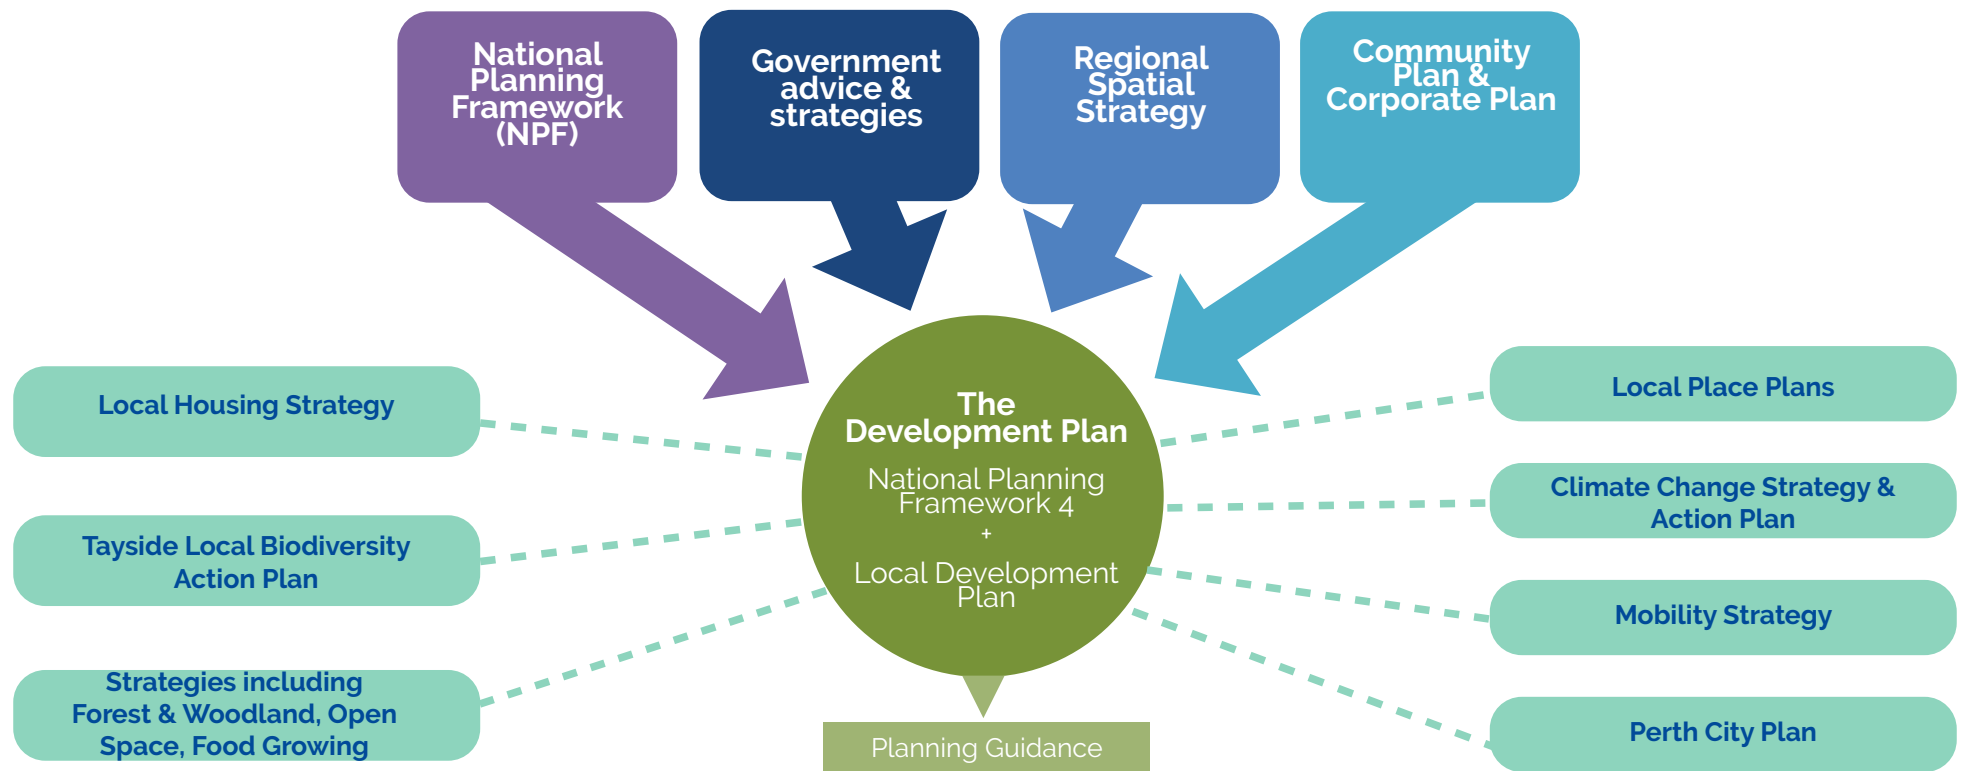 National
Planning
Framework
(NPF)
Government
advice &
strategies
Regional
Spatial
Strategy
Community
Plan &
Corporate Plan
Local Housing Strategy
Tayside Local Biodiversity
Action Plan
Strategies including
Forest & Woodland, Open
Space, Food Growing
The
Development Plan
National Planning
Framework 4
+
Local Development
Plan
Planning Guidance
Local Place Plans
Climate Change Strategy &
Action Plan
Mobility Strategy
Perth City Plan